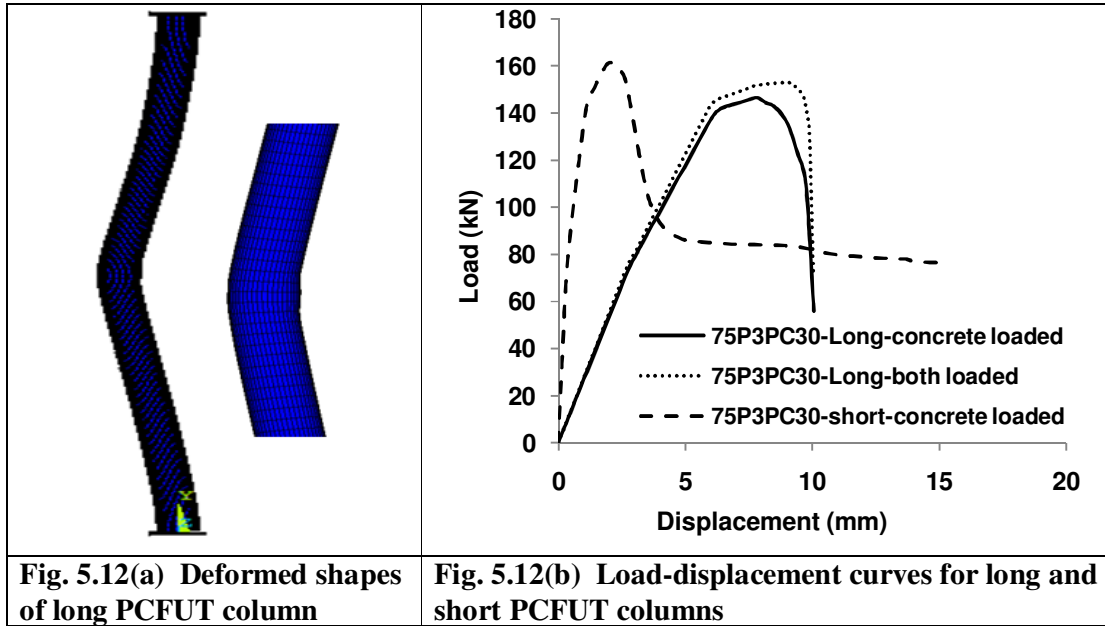 Y
Fig. 5.12(a) Deformed shapes
of long PCFUT column
180
160
140
120
100
80
60
40
20
0
Load (kN)
0 5 10 15 20
Displacement (mm)
75P3PC30-Long-concrete loaded
75P3PC30-Long-both loaded
75P3PC30-short-concrete loaded
Fig. 5.12(b) Load-displacement curves for long and
short PCFUT columns